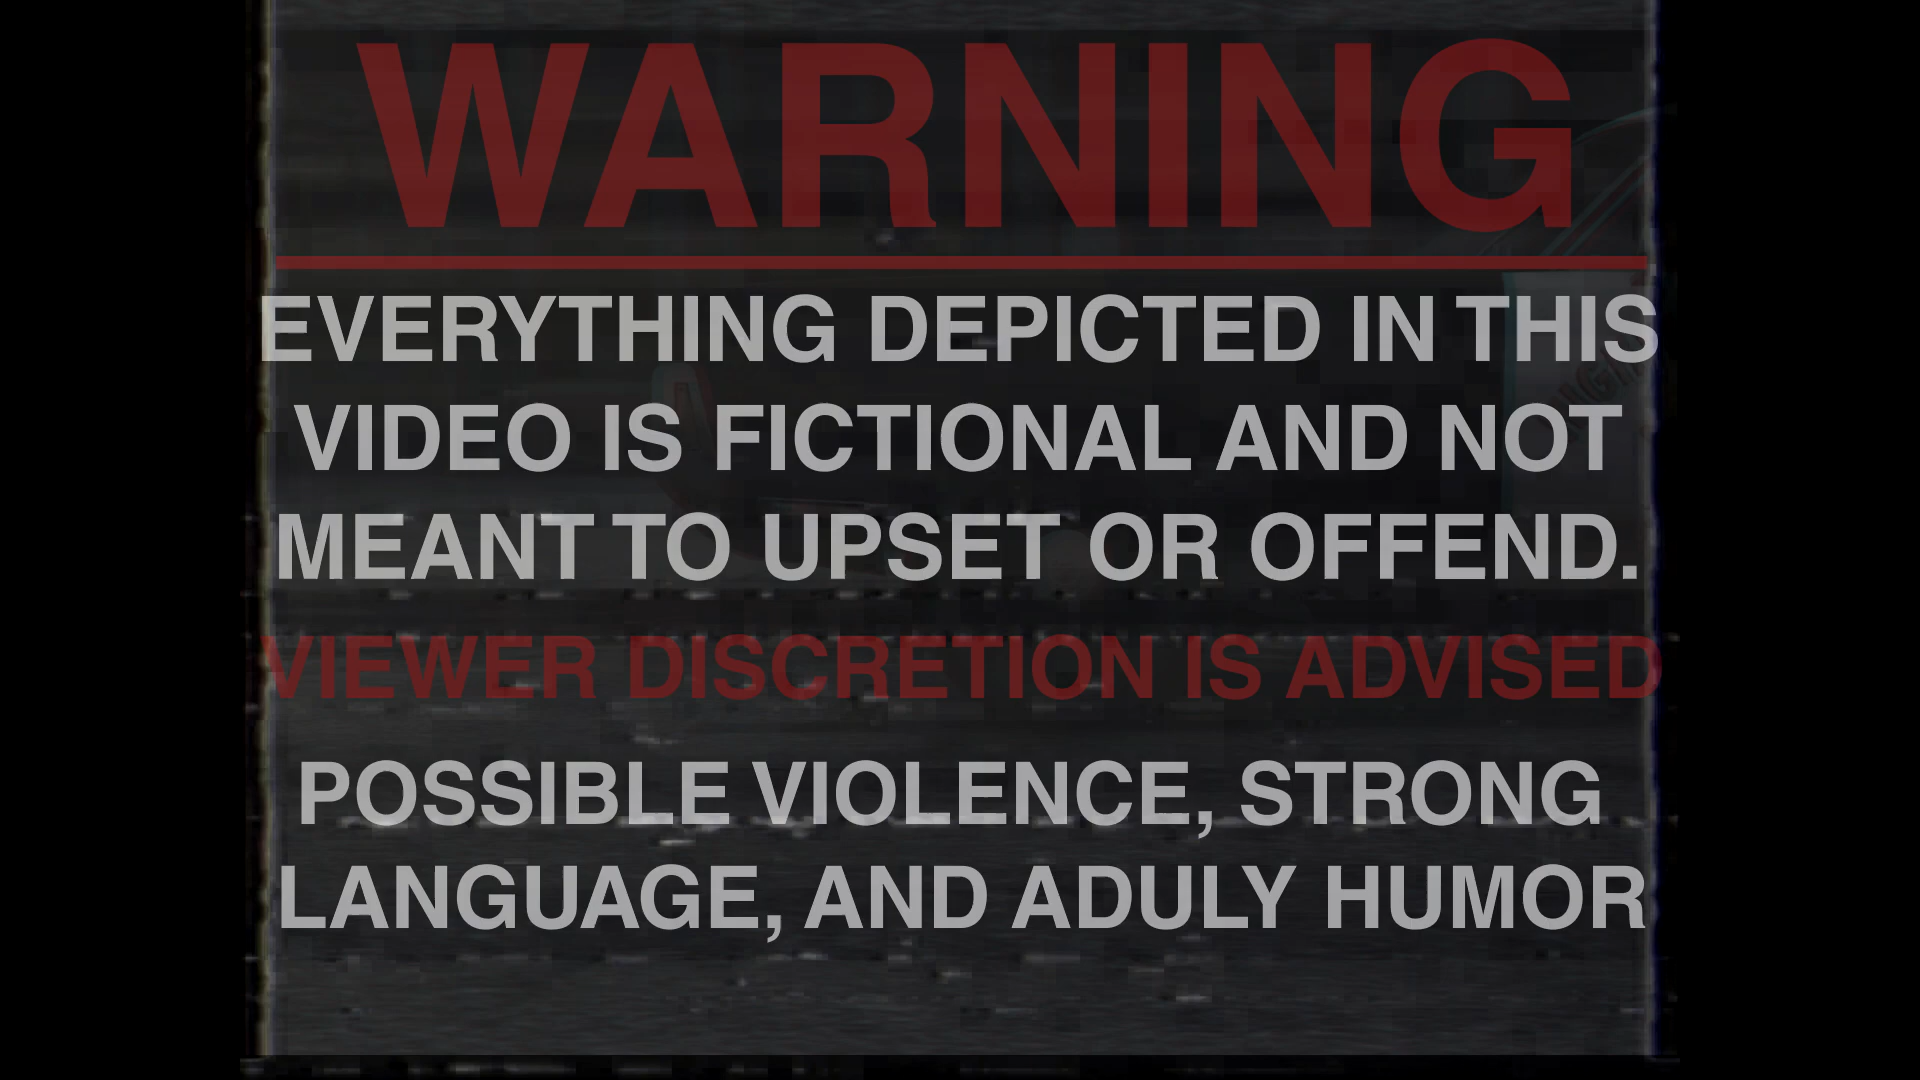 WARNING
EVERYTHING DEPICTED IN THIS
VIDEO IS FICTIONAL AND NOT
MEANT TO UPSET OR OFFEND.
VIEWER DISCRETION IS ADVISED
POSSIBLE VIOLENCE, STRONG
LANGUAGE, AND ADULY HUMOR